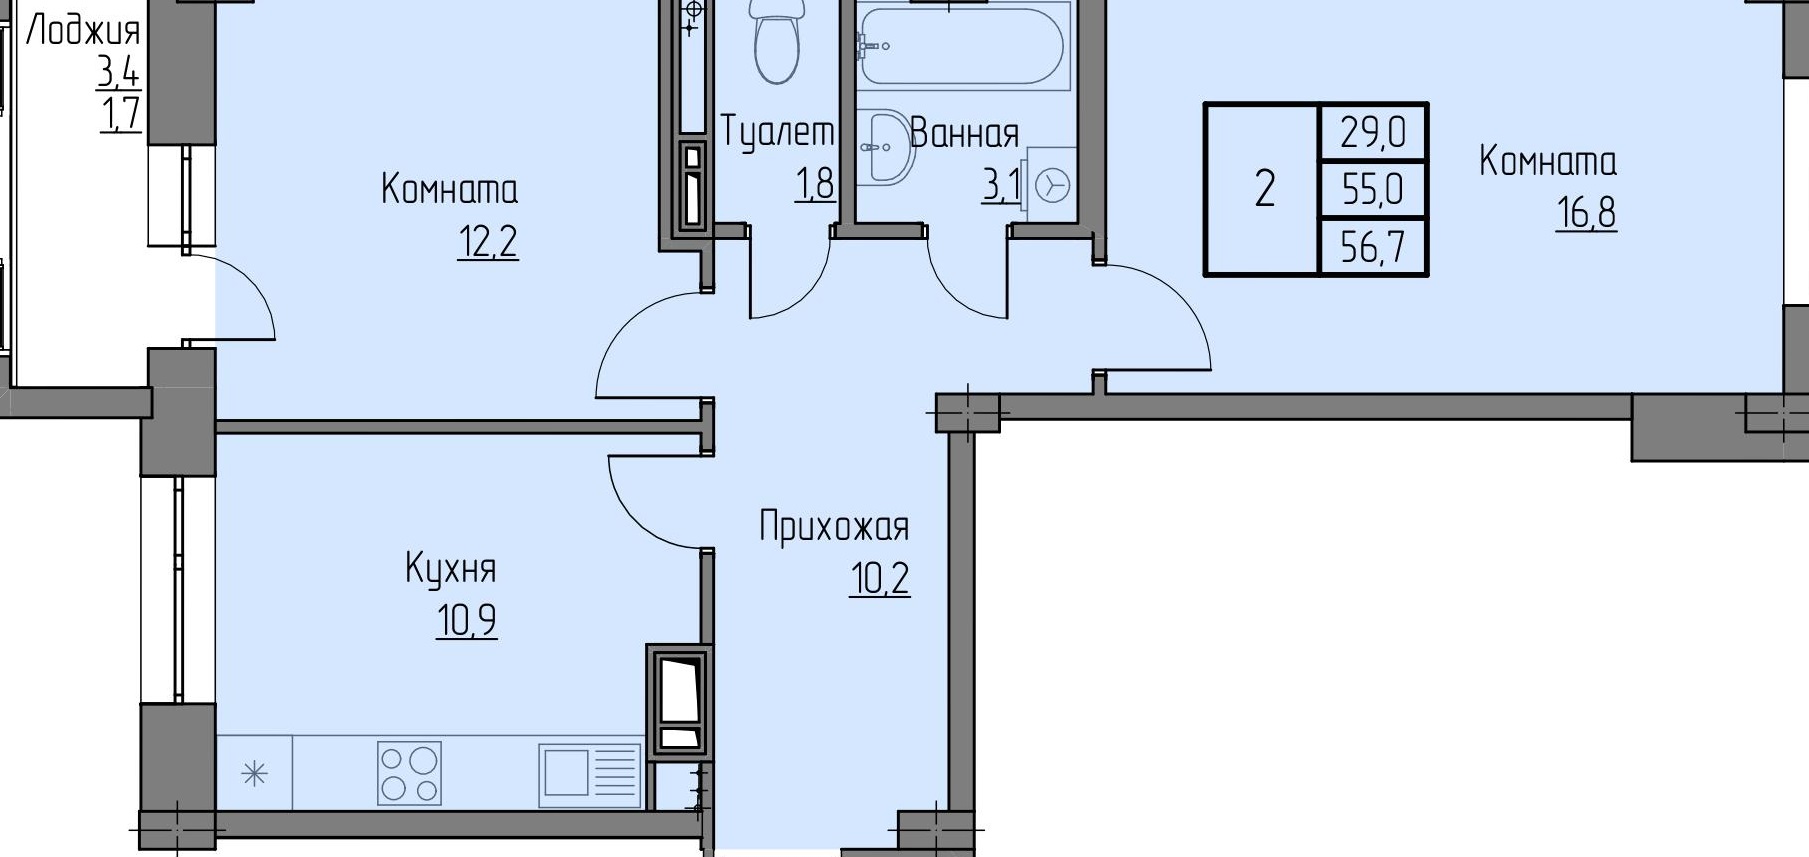 Лоджия
3,4
1,7
Комната
12,2
Туалет
1,8
Ванная
3,1
2
29,0
55,0
56,7
Комната
16,8
Кухня
10,9
Прихожая
10,2